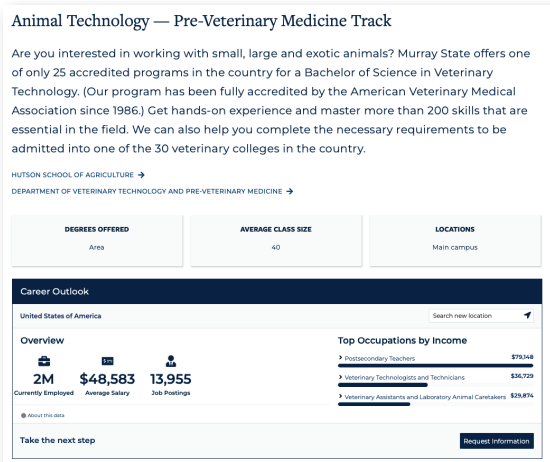 Animal Technology — Pre-Veterinary Medicine Track
Are you interested in working with small, large and exotic animals? Murray State offers one
of only 25 accredited programs in the country for a Bachelor of Science in Veterinary
Technology. (Our program has been fully accredited by the American Veterinary Medical
Association since 1986.) Get hands-on experience and master more than 200 skills that are
essential in the field. We can also help you complete the necessary requirements to be
admitted into one of the 30 veterinary colleges in the country.
HUTSON SCHOOL OF AGRICULTURE →
DEPARTMENT OF VETERINARY TECHNOLOGY AND PRE-VETERINARY MEDICINE →
DEGREES OFFERED
Area
AVERAGE CLASS SIZE
40
LOCATIONS
Main campus
Career Outlook
United States of America
Search new location
Overview
2M
Currently Employed
$48,583
Average Salary
13,955
Job Postings
About this data
Top Occupations by Income
Postsecondary Teachers $79,148
Veterinary Technologists and Technicians $36,729
Veterinary Assistants and Laboratory Animal Caretakers $29,874
Take the next step
Request Information